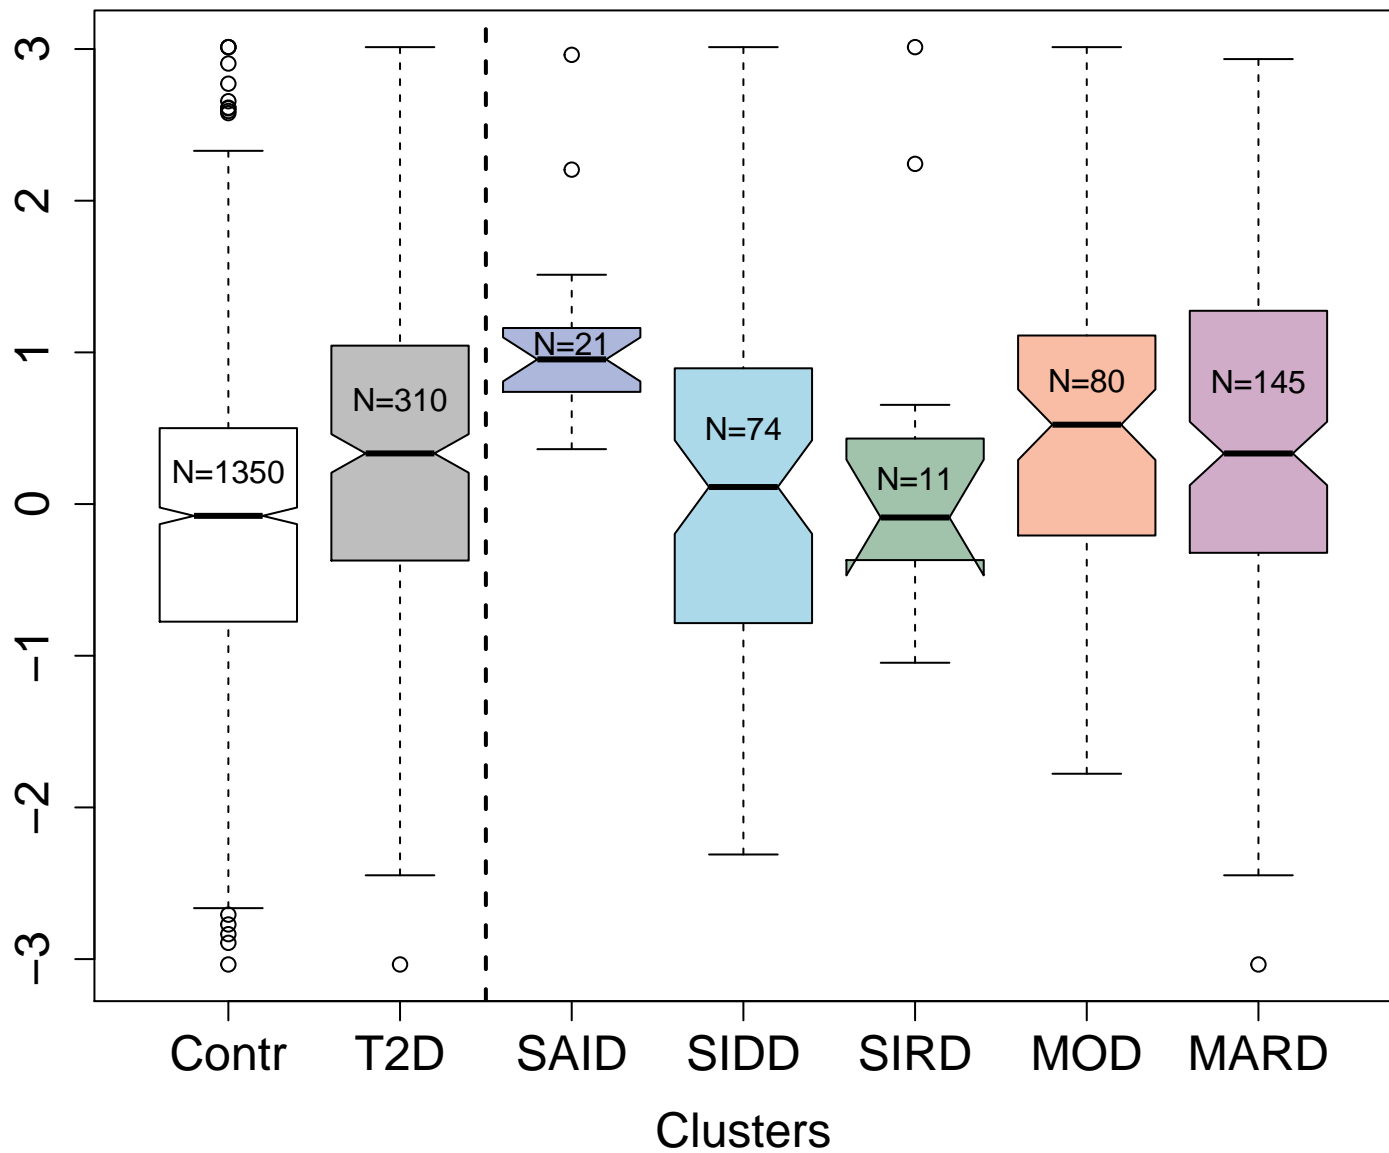 3
2
1
0
−1
−2
−3
N=1350
N=310
N=21
N=74
N=11
N=80
N=145
Contr T2D SAID SIDD SIRD MOD MARD
Clusters